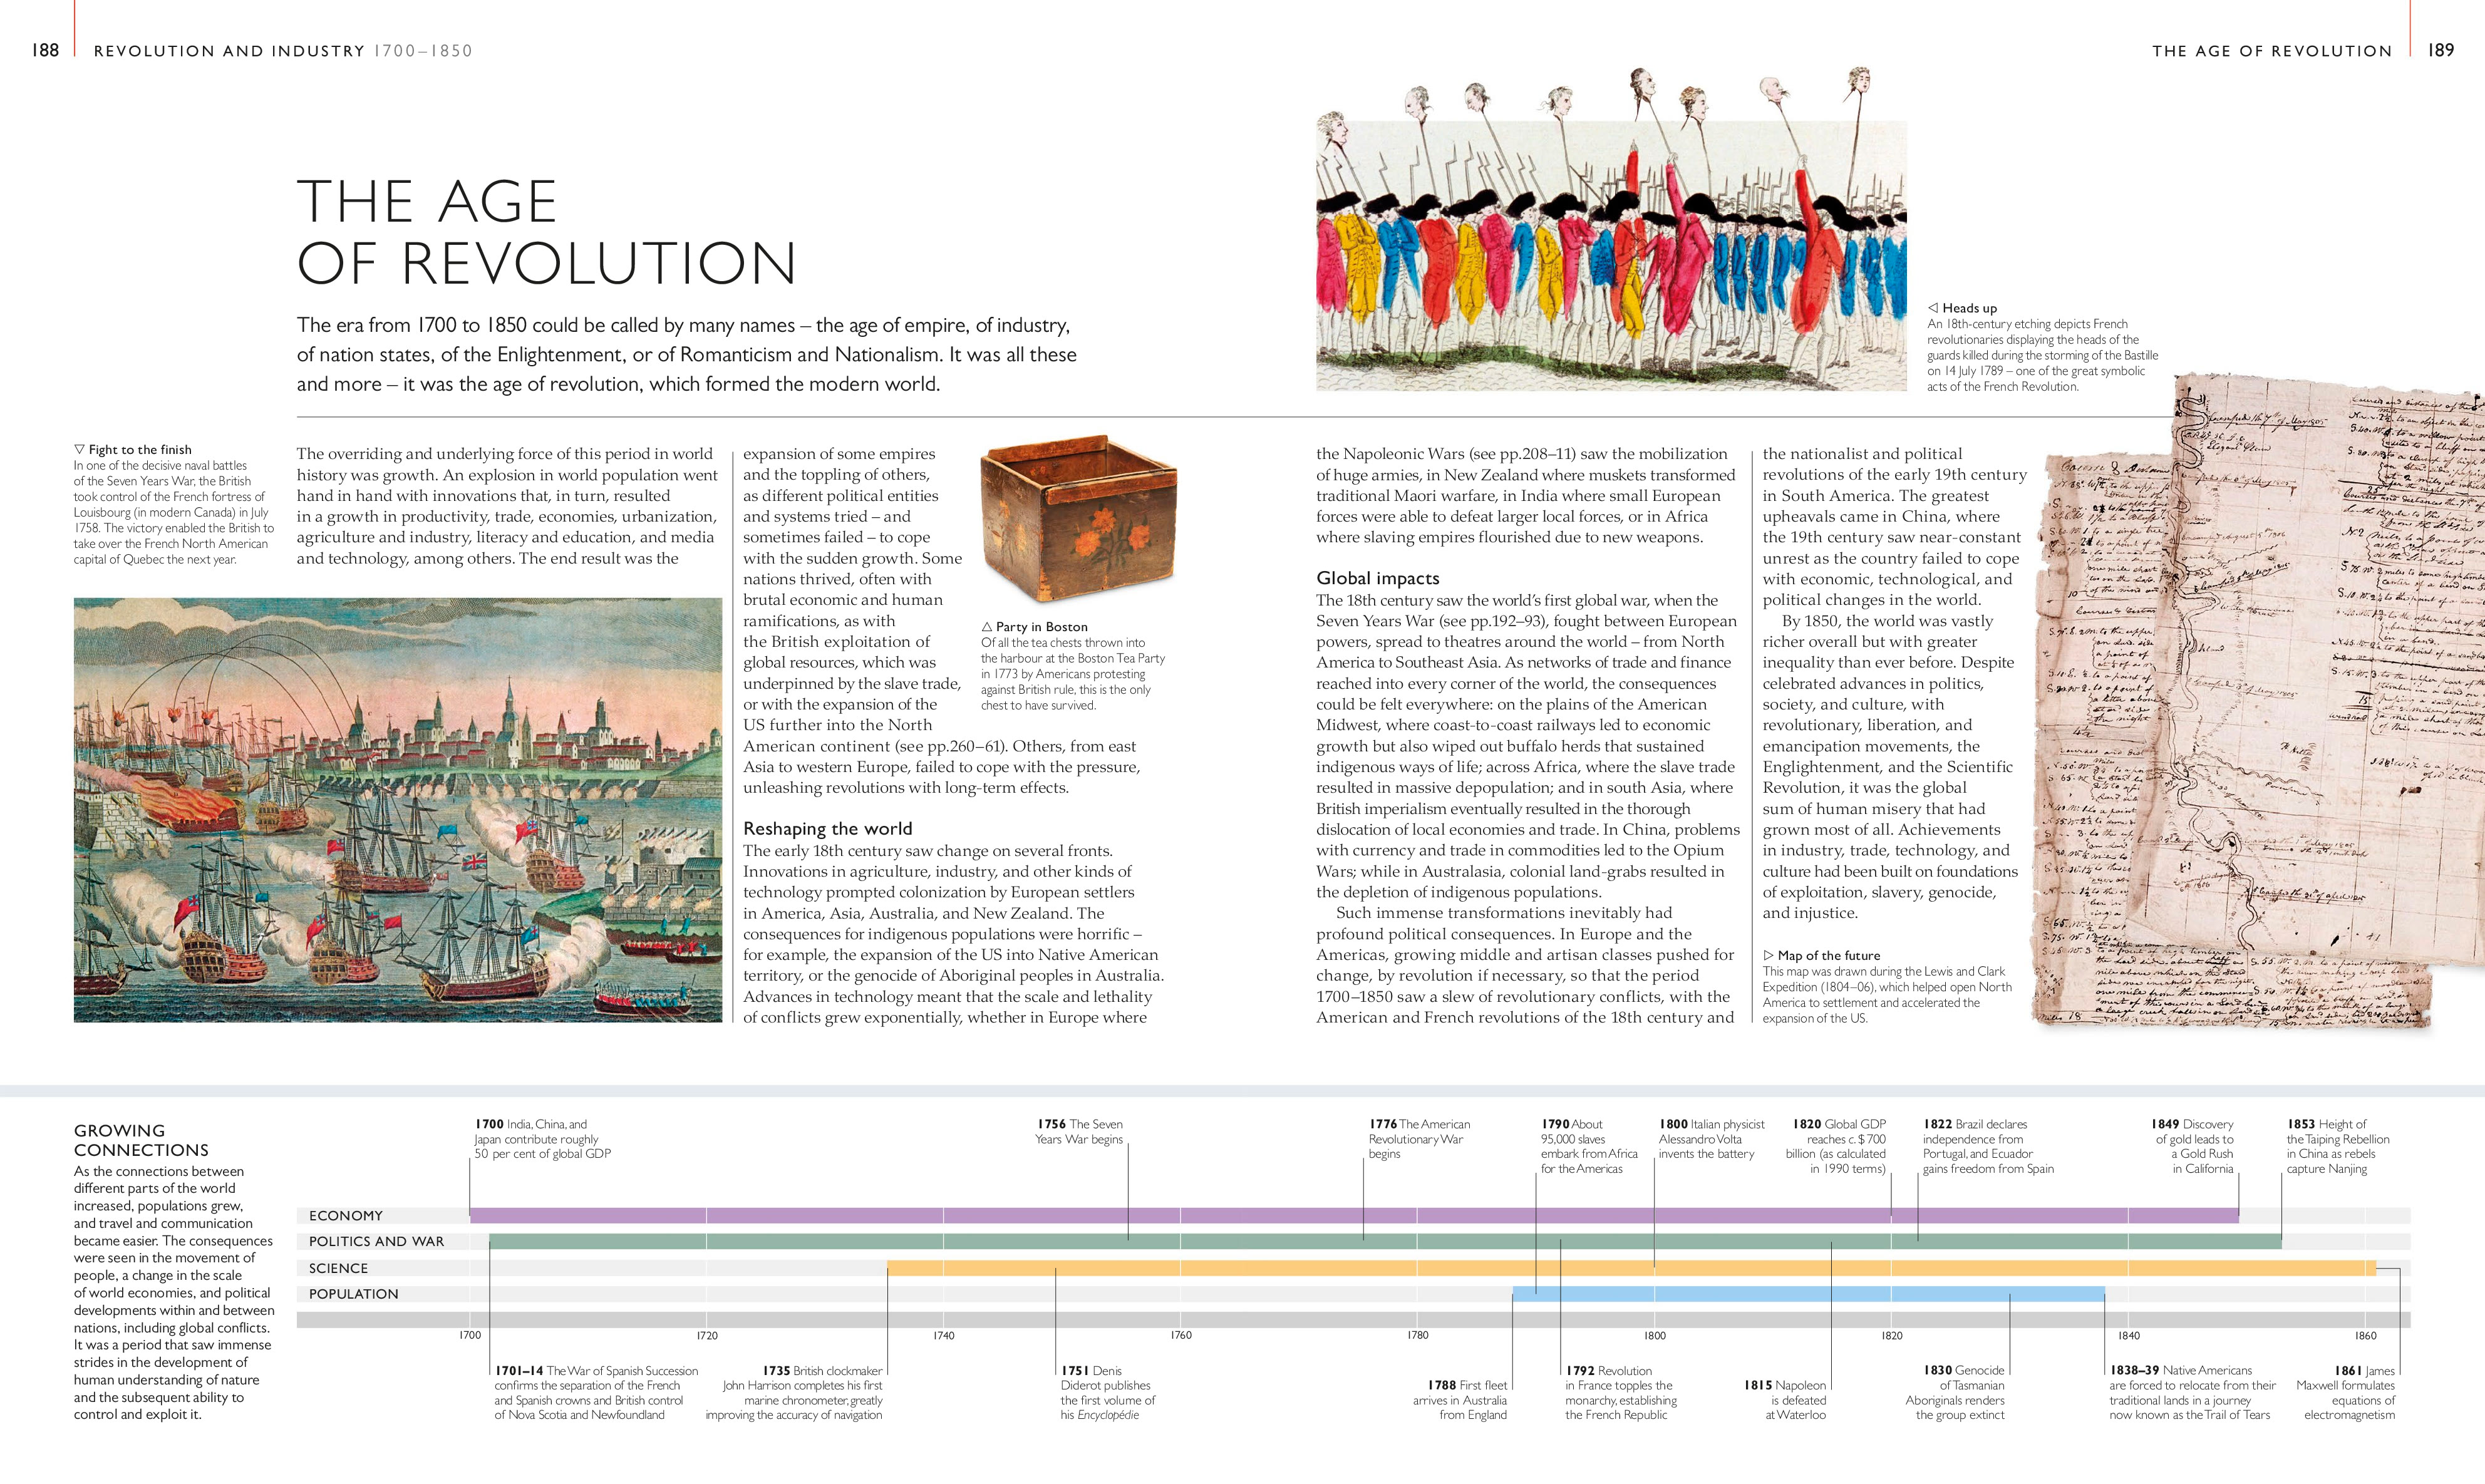 188
REVOLUTION AND INDUSTRY 1700–1850
THE AGE OF REVOLUTION
189
THE AGE
OF REVOLUTION
The era from 1700 to 1850 could be called by many names – the age of empire, of industry,
of nation states, of the Enlightenment, or of Romanticism and Nationalism. It was all these
and more – it was the age of revolution, which formed the modern world.
◁ Heads up
An 18th-century etching depicts French
revolutionaries displaying the heads of the
guards killed during the storming of the Bastille
on 14 July 1789 – one of the great symbolic
acts of the French Revolution.
▽ Fight to the finish
In one of the decisive naval battles
of the Seven Years War, the British
took control of the French fortress of
Louisbourg (in modern Canada) in July
1758. The victory enabled the British to
take over the French North American
capital of Quebec the next year.
The overriding and underlying force of this period in world
history was growth. An explosion in world population went
hand in hand with innovations that, in turn, resulted
in a growth in productivity, trade, economies, urbanization,
agriculture and industry, literacy and education, and media
and technology, among others. The end result was the
expansion of some empires
and the toppling of others,
as different political entities
and systems tried – and
sometimes failed – to cope
with the sudden growth. Some
nations thrived, often with
brutal economic and human
ramifications, as with
the British exploitation of
global resources, which was
underpinned by the slave trade,
or with the expansion of the
US further into the North
American continent (see pp.260–61). Others, from east
Asia to western Europe, failed to cope with the pressure,
unleashing revolutions with long-term effects.
△ Party in Boston
Of all the tea chests thrown into
the harbour at the Boston Tea Party
in 1773 by Americans protesting
against British rule, this is the only
chest to have survived.
Reshaping the world
The early 18th century saw change on several fronts.
Innovations in agriculture, industry, and other kinds of
technology prompted colonization by European settlers
in America, Asia, Australia, and New Zealand. The
consequences for indigenous populations were horrific –
for example, the expansion of the US into Native American
territory, or the genocide of Aboriginal peoples in Australia.
Advances in technology meant that the scale and lethality
of conflicts grew exponentially, whether in Europe where
the Napoleonic Wars (see pp.208–11) saw the mobilization
of huge armies, in New Zealand where muskets transformed
traditional Maori warfare, in India where small European
forces were able to defeat larger local forces, or in Africa
where slaving empires flourished due to new weapons.
Global impacts
The 18th century saw the world's first global war, when the
Seven Years War (see pp.192–93), fought between European
powers, spread to theatres around the world – from North
America to Southeast Asia. As networks of trade and finance
reached into every corner of the world, the consequences
could be felt everywhere: on the plains of the American
Midwest, where coast-to-coast railways led to economic
growth but also wiped out buffalo herds that sustained
indigenous ways of life; across Africa, where the slave trade
resulted in massive depopulation; and in south Asia, where
British imperialism eventually resulted in the thorough
dislocation of local economies and trade. In China, problems
with currency and trade in commodities led to the Opium
Wars; while in Australasia, colonial land-grabs resulted in
the depletion of indigenous populations.
Such immense transformations inevitably had
profound political consequences. In Europe and the
Americas, growing middle and artisan classes pushed for
change, by revolution if necessary, so that the period
1700–1850 saw a slew of revolutionary conflicts, with the
American and French revolutions of the 18th century and
the nationalist and political
revolutions of the early 19th century
in South America. The greatest
upheavals came in China, where
the 19th century saw near-constant
unrest as the country failed to cope
with economic, technological, and
political changes in the world.
By 1850, the world was vastly
richer overall but with greater
inequality than ever before. Despite
celebrated advances in politics,
society, and culture, with
revolutionary, liberation, and
emancipation movements, the
Englightenment, and the Scientific
Revolution, it was the global
sum of human misery that had
grown most of all. Achievements
in industry, trade, technology, and
culture had been built on foundations
of exploitation, slavery, genocide,
and injustice.
▷ Map of the future
This map was drawn during the Lewis and Clark
Expedition (1804–06), which helped open North
America to settlement and accelerated the
expansion of the US.
GROWING
CONNECTIONS
As the connections between
different parts of the world
increased, populations grew,
and travel and communication
became easier. The consequences
were seen in the movement of
people, a change in the scale
of world economies, and political
developments within and between
nations, including global conflicts.
It was a period that saw immense
strides in the development of
human understanding of nature
and the subsequent ability to
control and exploit it.
1700 India, China, and
Japan contribute roughly
50 per cent of global GDP
1756 The Seven
Years War begins
1776 The American
Revolutionary War
begins
1790 About
95,000 slaves
embark from Africa
for the Americas
1800 Italian physicist
Alessandro Volta
invents the battery
1820 Global GDP
reaches c. $700
billion (as calculated
in 1990 terms)
1822 Brazil declares
independence from
Portugal, and Ecuador
gains freedom from Spain
1849 Discovery
of gold leads to
a Gold Rush
in California
1853 Height of
the Taiping Rebellion
in China as rebels
capture Nanjing
ECONOMY
POLITICS AND WAR
SCIENCE
POPULATION
1700
1720
1740
1760
1780
1800
1820
1840
1860
1701–14 The War of Spanish Succession
confirms the separation of the French
and Spanish crowns and British control
of Nova Scotia and Newfoundland
1735 British clockmaker
John Harrison completes his first
marine chronometer, greatly
improving the accuracy of navigation
1751 Denis
Diderot publishes
the first volume of
his Encyclopédie
1788 First fleet
arrives in Australia
from England
1792 Revolution
in France topples the
monarchy, establishing
the French Republic
1815 Napoleon
is defeated
at Waterloo
1830 Genocide
of Tasmanian
Aboriginals renders
the group extinct
1838–39 Native Americans
are forced to relocate from their
traditional lands in a journey
now known as the Trail of Tears
1861 James
Maxwell formulates
equations of
electromagnetism